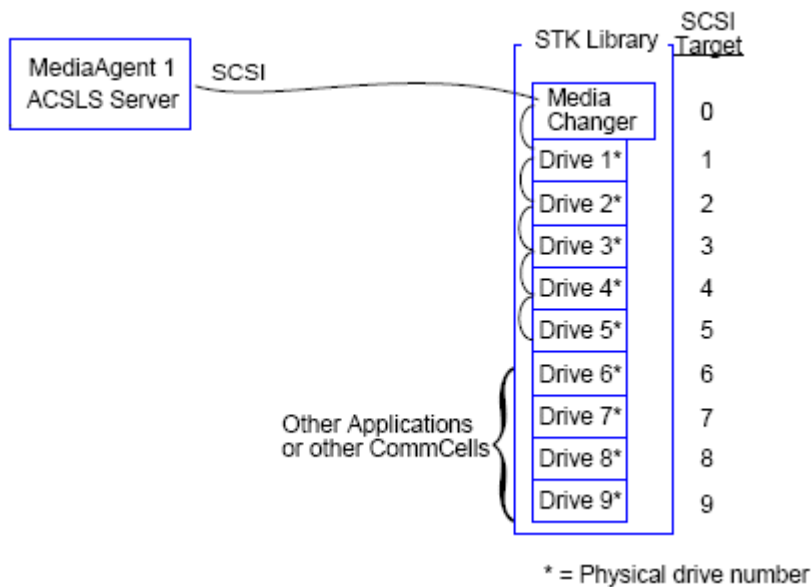 SCSI
STK Library Target
MediaAgent 1
ACSLS Server
SCSI
Media
Changer
0
Drive 1* 1
Drive 2* 2
Drive 3* 3
Drive 4* 4
Drive 5* 5
Drive 6* 6
Drive 7* 7
Drive 8* 8
Drive 9* 9
Other Applications
or other CommCells
* = Physical drive number